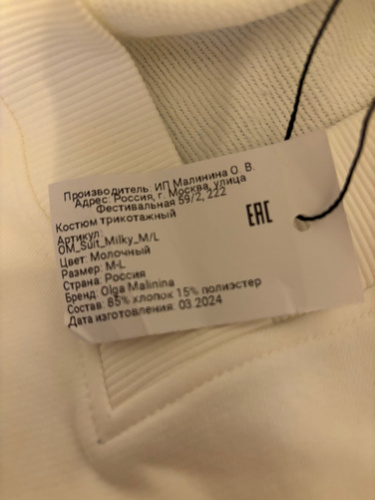 Производитель: ИП Малинина О. В.
Адрес: Россия, г. Москва, улица
Фестивальная 59/2, 222
Костюм трикотажный
Артикул:
OM_Suit_Milky_M/L
Цвет: Молочный
Размер: M-L
Страна: Россия
Бренд: Olga Malinina
Состав: 85% хлопок 15% полиэстер
Дата изготовления: 03.2024
EAC